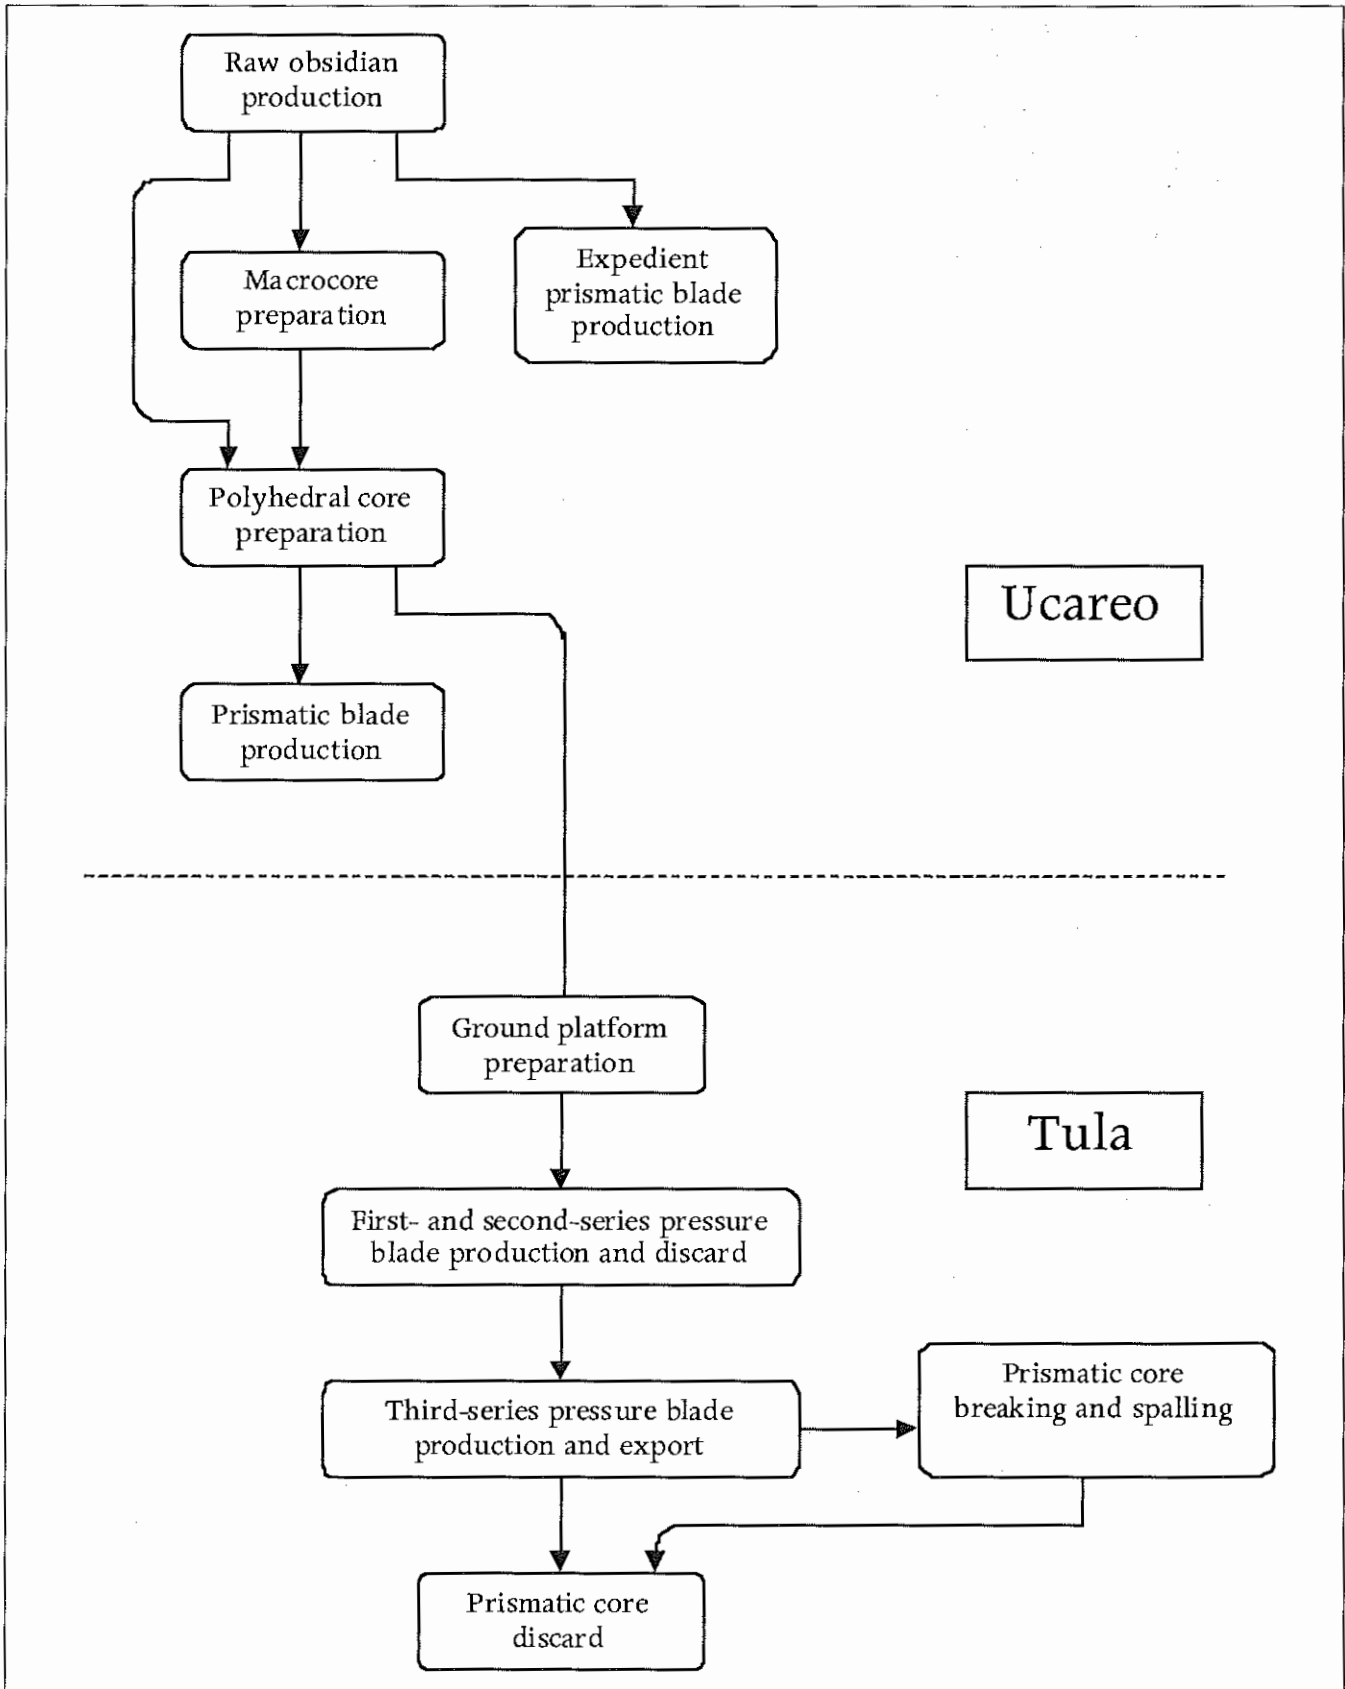 Raw obsidian
production
Macrocore
preparation
Expedient
prismatic blade
production
Polyhedral core
preparation
Ucareo
Prismatic blade
production
Ground platform
preparation
Tula
First- and second-series pressure
blade production and discard
Third-series pressure blade
production and export
Prismatic core
breaking and spalling
Prismatic core
discard